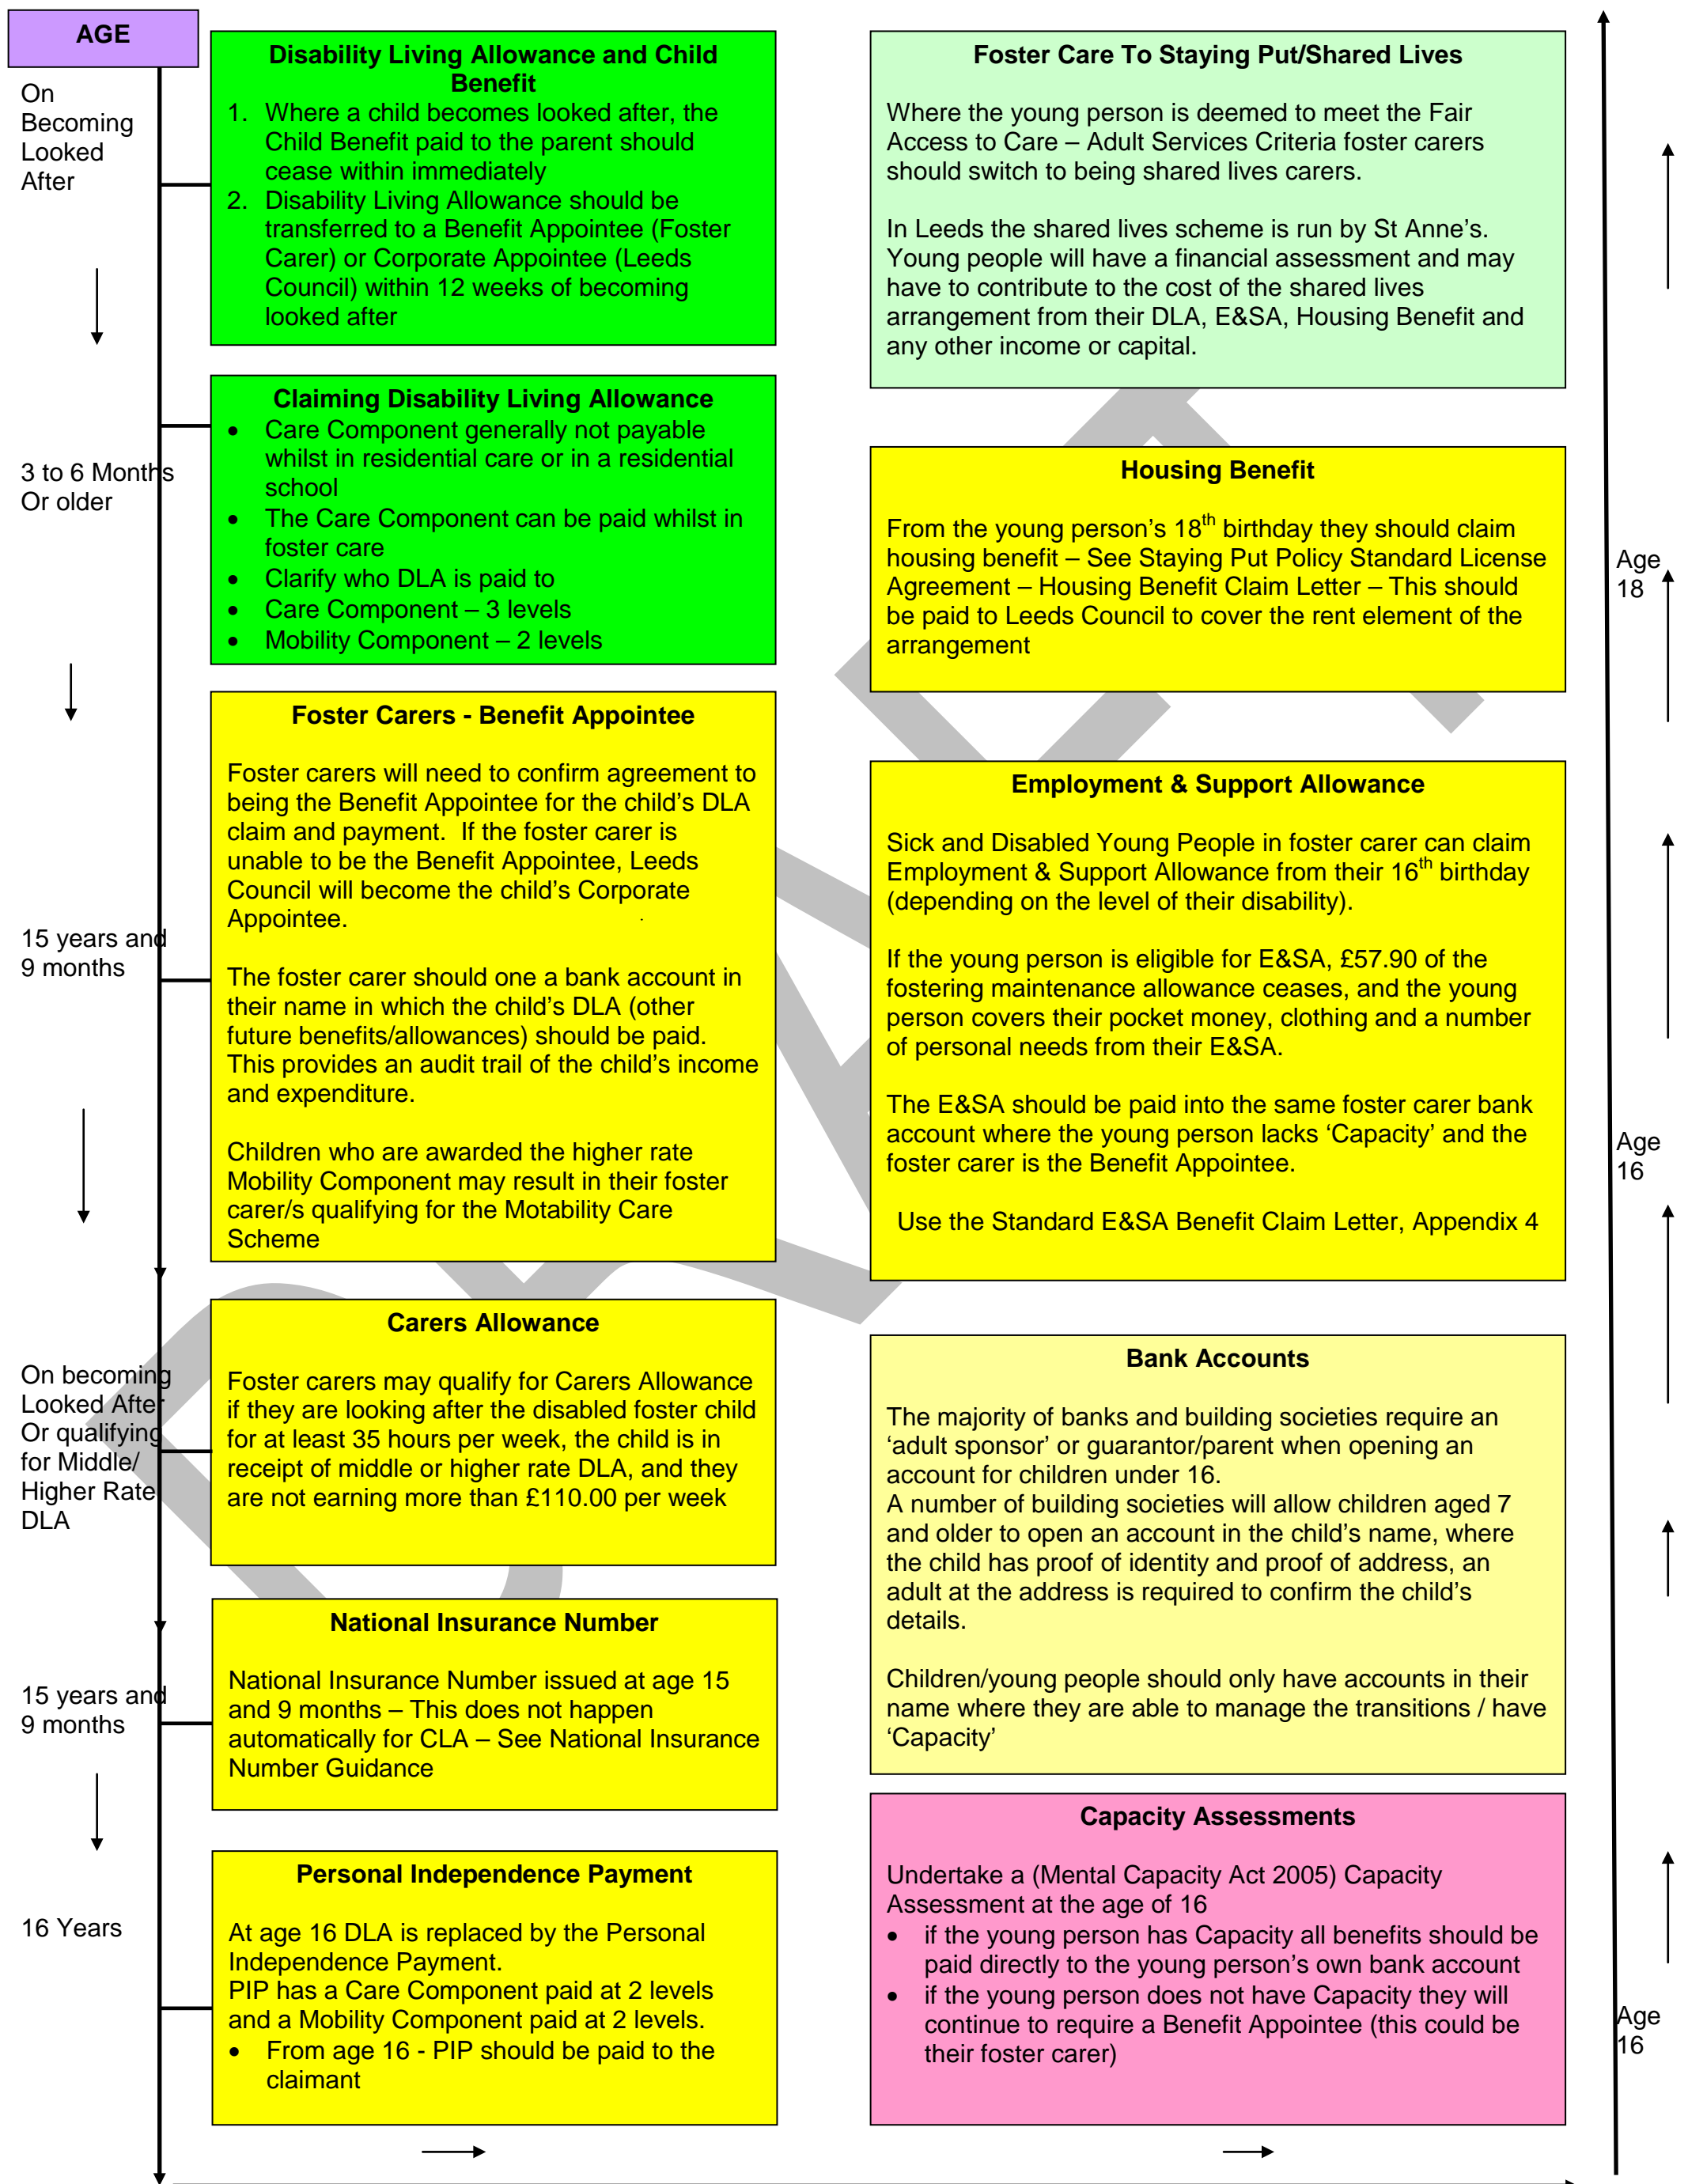 AGE
On
Becoming
Looked
After
Disability Living Allowance and Child
Benefit
1. Where a child becomes looked after, the
Child Benefit paid to the parent should
cease within immediately
2. Disability Living Allowance should be
transferred to a Benefit Appointee (Foster
Carer) or Corporate Appointee (Leeds
Council) within 12 weeks of becoming
looked after
3 to 6 Months
Or older
Claiming Disability Living Allowance
• Care Component generally not payable
whilst in residential care or in a residential
school
• The Care Component can be paid whilst in
foster care
• Clarify who DLA is paid to
• Care Component – 3 levels
• Mobility Component – 2 levels
15 years and
9 months
Foster Carers - Benefit Appointee
Foster carers will need to confirm agreement to
being the Benefit Appointee for the child's DLA
claim and payment. If the foster carer is
unable to be the Benefit Appointee, Leeds
Council will become the child's Corporate
Appointee.
The foster carer should one a bank account in
their name in which the child's DLA (other
future benefits/allowances) should be paid.
This provides an audit trail of the child's income
and expenditure.
Children who are awarded the higher rate
Mobility Component may result in their foster
carer/s qualifying for the Motability Care
Scheme
On becoming
Looked After
Or qualifying
for Middle/
Higher Rate
DLA
Carers Allowance
Foster carers may qualify for Carers Allowance
if they are looking after the disabled foster child
for at least 35 hours per week, the child is in
receipt of middle or higher rate DLA, and they
are not earning more than £110.00 per week
15 years and
9 months
National Insurance Number
National Insurance Number issued at age 15
and 9 months – This does not happen
automatically for CLA – See National Insurance
Number Guidance
16 Years
Personal Independence Payment
At age 16 DLA is replaced by the Personal
Independence Payment.
PIP has a Care Component paid at 2 levels
and a Mobility Component paid at 2 levels.
• From age 16 - PIP should be paid to the
claimant
Foster Care To Staying Put/Shared Lives
Where the young person is deemed to meet the Fair
Access to Care – Adult Services Criteria foster carers
should switch to being shared lives carers.
In Leeds the shared lives scheme is run by St Anne's.
Young people will have a financial assessment and may
have to contribute to the cost of the shared lives
arrangement from their DLA, E&SA, Housing Benefit and
any other income or capital.
Housing Benefit
From the young person's 18th birthday they should claim
housing benefit – See Staying Put Policy Standard License
Agreement – Housing Benefit Claim Letter – This should
be paid to Leeds Council to cover the rent element of the
arrangement
Age
18
Employment & Support Allowance
Sick and Disabled Young People in foster carer can claim
Employment & Support Allowance from their 16th birthday
(depending on the level of their disability).
If the young person is eligible for E&SA, £57.90 of the
fostering maintenance allowance ceases, and the young
person covers their pocket money, clothing and a number
of personal needs from their E&SA.
The E&SA should be paid into the same foster carer bank
account where the young person lacks 'Capacity' and the
foster carer is the Benefit Appointee.
Use the Standard E&SA Benefit Claim Letter, Appendix 4
Age
16
Bank Accounts
The majority of banks and building societies require an
'adult sponsor' or guarantor/parent when opening an
account for children under 16.
A number of building societies will allow children aged 7
and older to open an account in the child's name, where
the child has proof of identity and proof of address, an
adult at the address is required to confirm the child's
details.
Children/young people should only have accounts in their
name where they are able to manage the transitions / have
'Capacity'
Capacity Assessments
Undertake a (Mental Capacity Act 2005) Capacity
Assessment at the age of 16
• if the young person has Capacity all benefits should be
paid directly to the young person's own bank account
• if the young person does not have Capacity they will
continue to require a Benefit Appointee (this could be
their foster carer)
Age
16
DRAFT